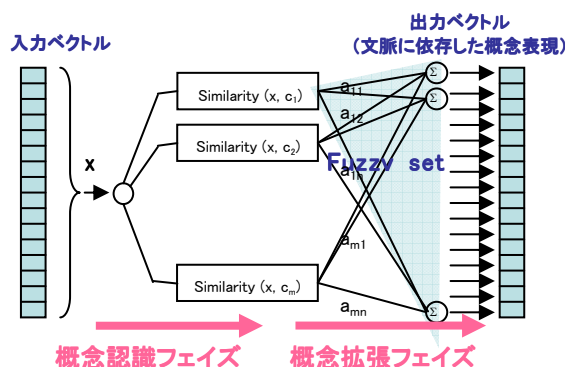 入力ベクトル
出力ベクトル
(文脈に依存した概念表現)
x
Similarity (x, c1)
Similarity (x, c2)
Similarity (x, cm)
a11
a12
a1n
Fuzzy set
am1
amn
Σ
Σ
Σ
概念認識フェイズ
概念拡張フェイズ